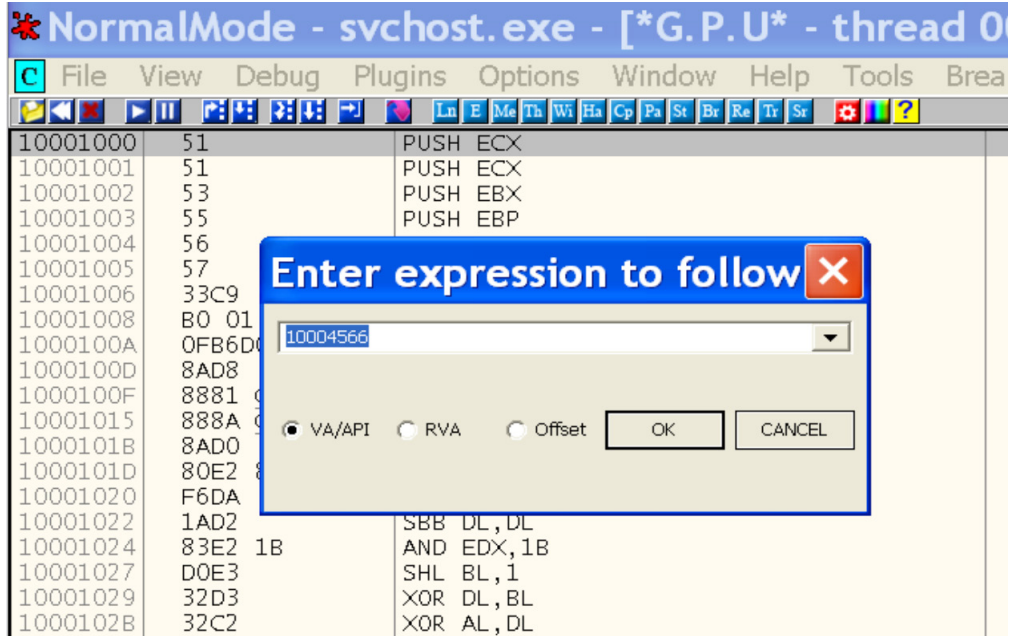 NormalMode - svchost.exe - [*G.P.U* - thread 0
C File View Debug Plugins Options Window Help Tools Brea
Ln E Me Th Wi Ha Cp Pa St Br Re Tr Sr ?
10001000 51 PUSH ECX
10001001 51 PUSH ECX
10001002 53 PUSH EBX
10001003 55 PUSH EBP
10001004 56
10001005 57
10001006 33C9
10001008 B0 01
1000100A 0FB6D
1000100D 8AD8
1000100F 8881
10001015 888A
1000101B 8AD0
1000101D 80E2
10001020 F6DA
10001022 1AD2 SBB DL,DL
10001024 83E2 1B AND EDX,1B
10001027 D0E3 SHL BL,1
10001029 32D3 XOR DL,BL
1000102B 32C2 XOR AL,DL
Enter expression to follow
10004566
VA/API RVA Offset OK CANCEL